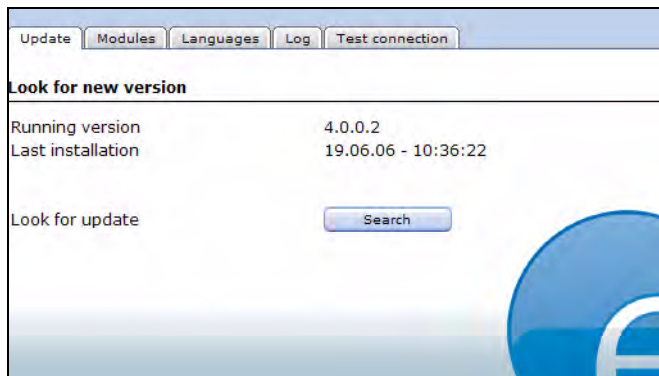 Update Modules Languages Log Test connection
Look for new version
Running version 4.0.0.2
Last installation 19.06.06 - 10:36:22
Look for update Search